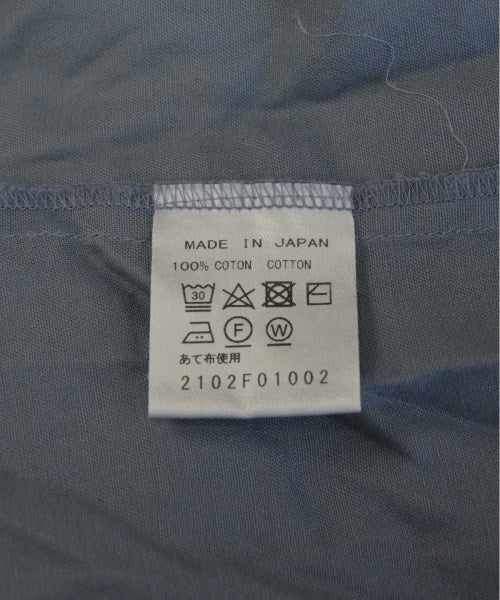 MADE IN JAPAN
100% COTON COTTON
30
F W
あて布使用
2102F01002